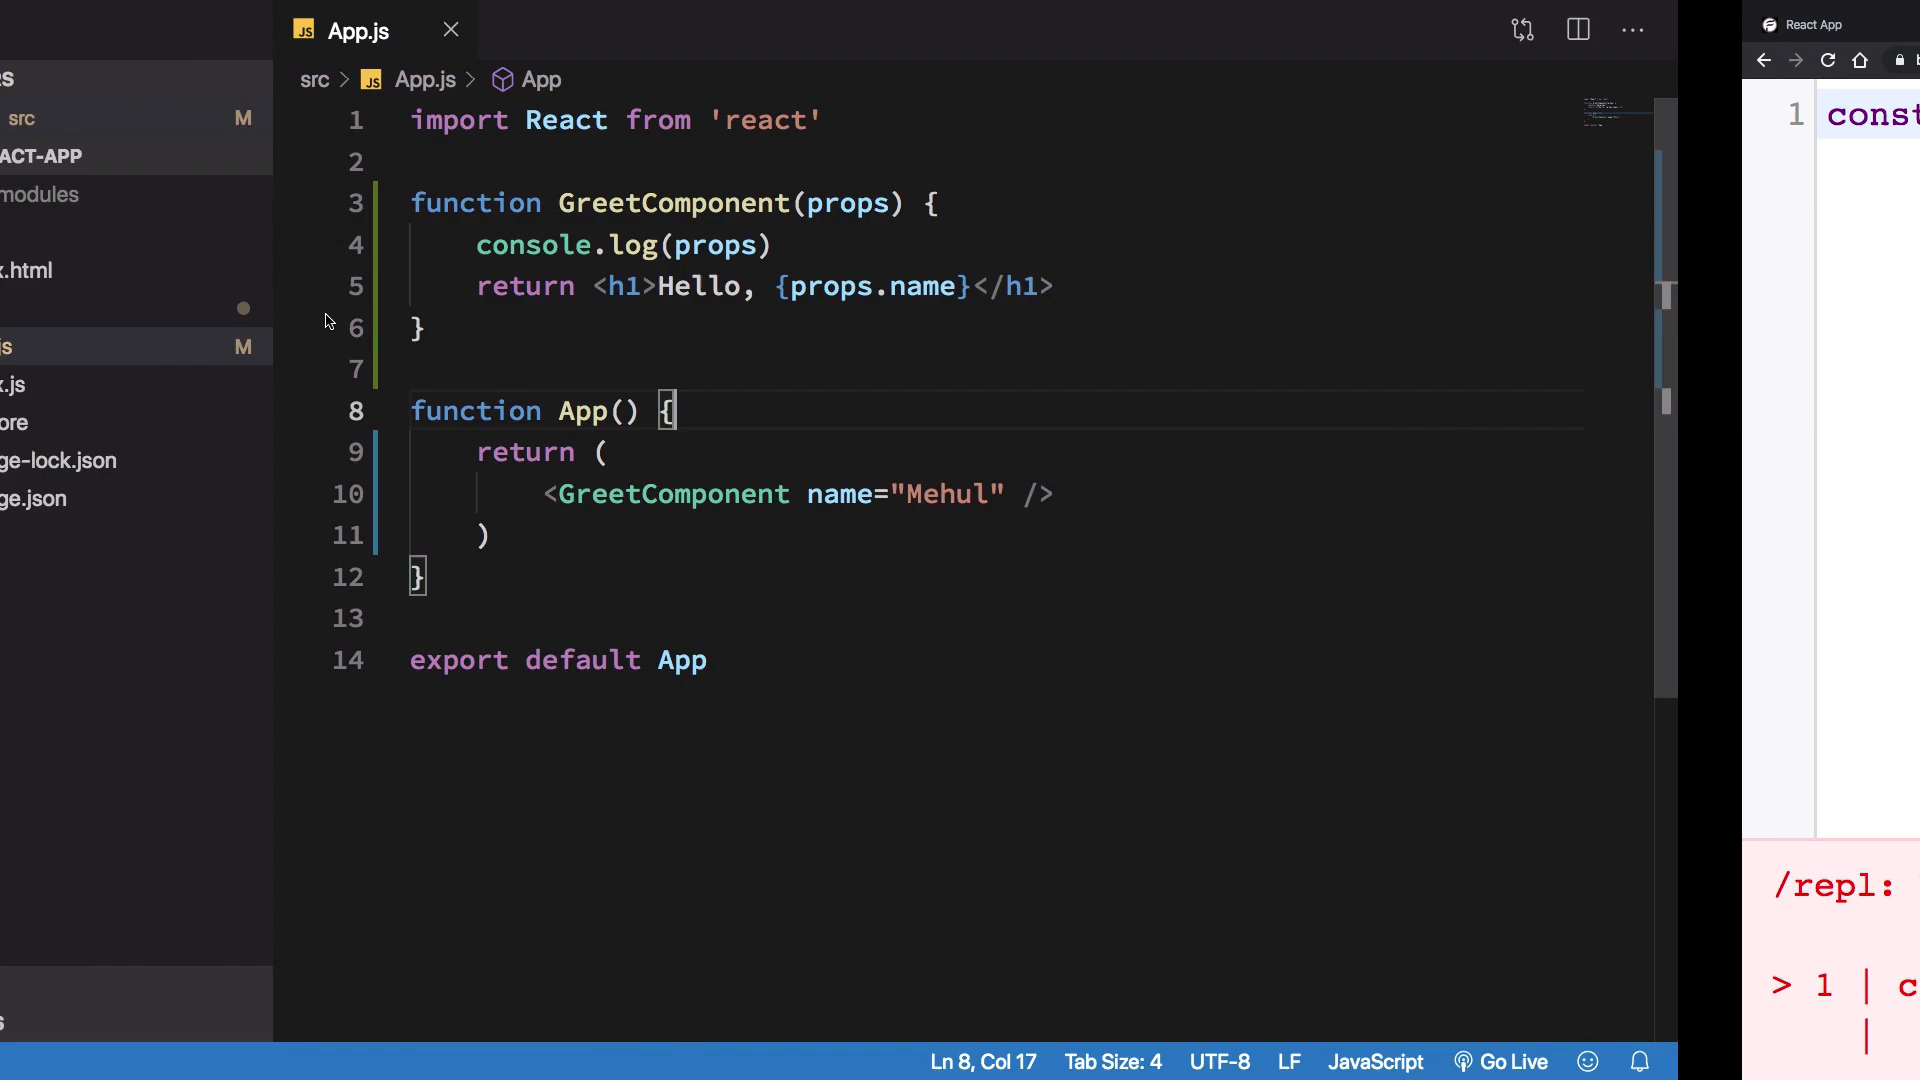 App.js
src > App.js > App
RS
src M
ACT-APP
modules
x.html
js M
x.js
ore
ge-lock.json
ge.json
s
1 import React from 'react'
2
3 function GreetComponent(props) {
4 console.log(props)
5 return <h1>Hello, {props.name}</h1>
6 }
7
8 function App() {
9 return (
10 <GreetComponent name="Mehul" />
11 )
12 }
13
14 export default App
Ln 8, Col 17 Tab Size: 4 UTF-8 LF JavaScript Go Live
React App
1 const
/repl:
> 1 | c
|